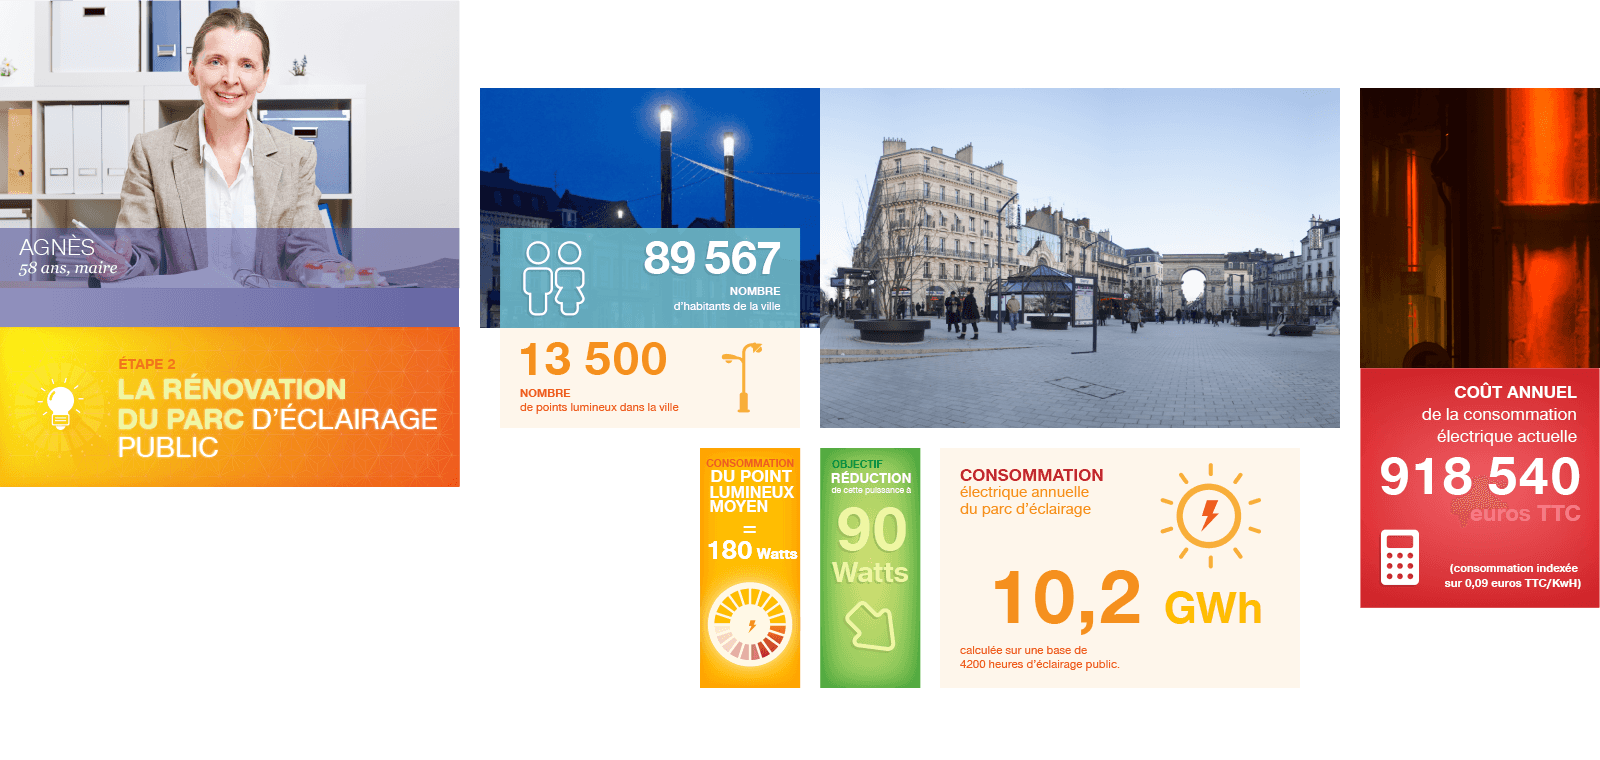 AGNÈS
58 ans, maire
ÉTAPE 2
LA RÉNOVATION
DU PARC D'ÉCLAIRAGE
PUBLIC
89 567
NOMBRE
d'habitants de la ville
13 500
NOMBRE
de points lumineux dans la ville
CONSOMMATION
DU POINT
LUMINEUX
MOYEN
=
180 Watts
OBJECTIF
RÉDUCTION
de cette puissance à
90
Watts
CONSOMMATION
électrique annuelle
du parc d'éclairage
10,2 GWh
calculée sur une base de
4200 heures d'éclairage public.
COÛT ANNUEL
de la consommation
électrique actuelle
918 540
euros TTC
(consommation indexée
sur 0,09 euros TTC/KwH)